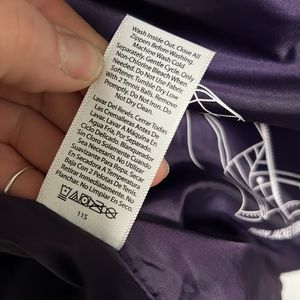 Wash Inside Out. Close All
Zippers Before Washing.
Machine Wash Cold
Separately, Gentle Cycle. Only
Non-Chlorine Bleach When
Needed. Do Not Use Fabric
Softener. Tumble Dry Low
With 2 Tennis Balls. Remove
Do Not Iron. Do
Not Dry Clean.
Lavar Del Revés. Cerrar Todas
Las Cremalleras Antes De
Lavar. Lavar A Máquina En
Agua Fría, Por Separado,
Ciclo Delicado. Blanqueador
Sin Cloro Solamente Cuando
Sea Necesario. No Usar
Suavizante Para Ropa. Secar
En Secadora A Temperatura
Baja Con 2 Pelotas De Tenis.
Retirar Inmediatamente. No
Planchar. No Limpiar En Seco.
115